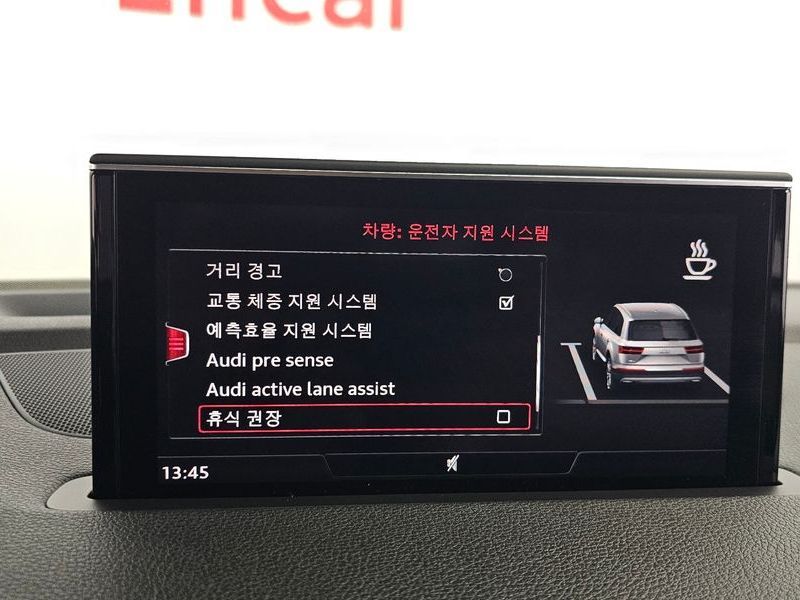 Encar
차량: 운전자 지원 시스템
거리 경고
교통 체증 지원 시스템
예측효율 지원 시스템
Audi pre sense
Audi active lane assist
휴식 권장
13:45